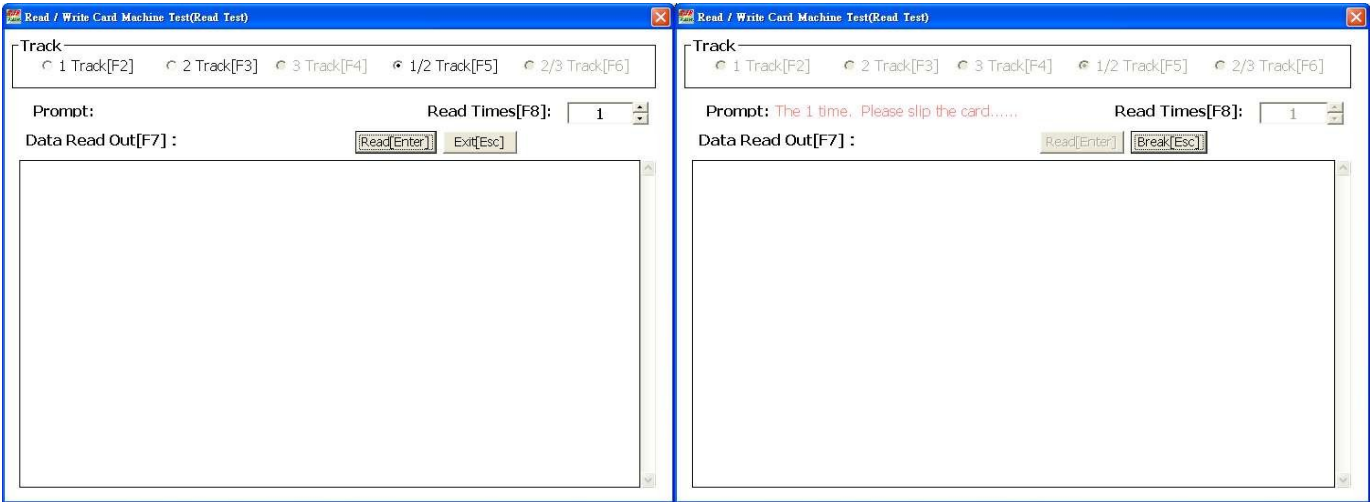 Read / Write Card Machine Test(Read Test)
Track
1 Track[F2] 2 Track[F3] 3 Track[F4] 1/2 Track[F5] 2/3 Track[F6]
Prompt: Read Times[F8]: 1
Data Read Out[F7] : Read[Enter] Exit[Esc]
Read / Write Card Machine Test(Read Test)
Track
1 Track[F2] 2 Track[F3] 3 Track[F4] 1/2 Track[F5] 2/3 Track[F6]
Prompt: The 1 time. Please slip the card...... Read Times[F8]: 1
Data Read Out[F7] : Read[Enter] Break[Esc]